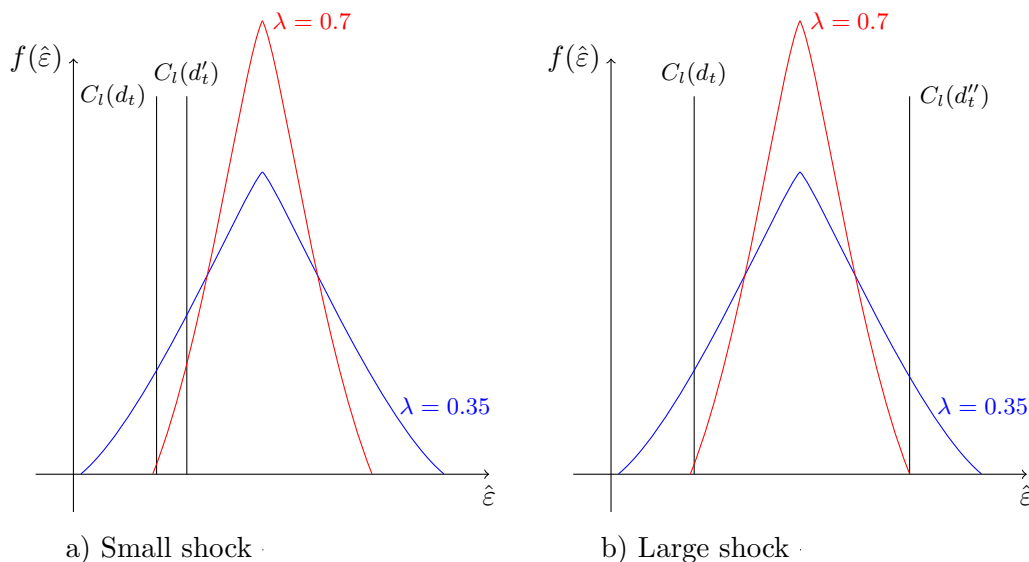 λ = 0.7
f(ε̂)
C_l(d_t)
C_l(d'_t)
λ = 0.35
ε̂
a) Small shock
λ = 0.7
f(ε̂)
C_l(d_t)
C_l(d''_t)
λ = 0.35
ε̂
b) Large shock